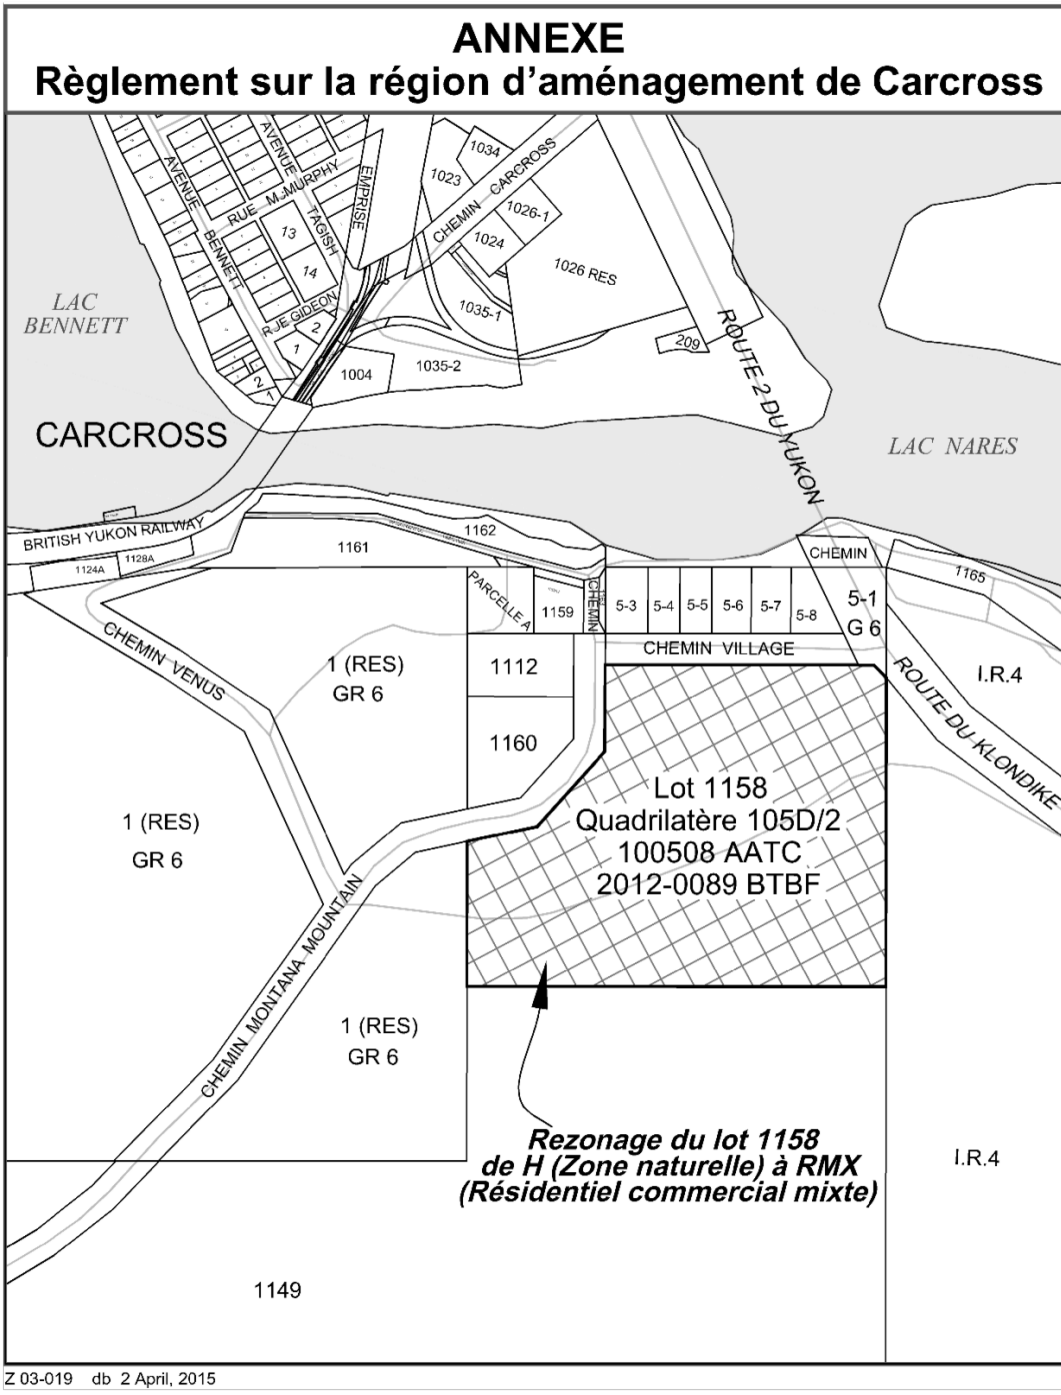 ANNEXE
Règlement sur la région d'aménagement de Carcross
AVENUE BENNETT
AVENUE TAGISH
RUE McMURPHY
EMPRISE
1034
1023
CHEMIN CARCROSS
1026-1
1024
13
14
1026 RES
LAC
BENNETT
RUE GIDEON
2
1
1035-1
209
2
1
1004
1035-2
ROUTE 2 DU YUKON
CARCROSS
LAC NARES
BRITISH YUKON RAILWAY
1162
1161
1124A
1128A
CHEMIN
1165
PARCELLE A
1159
CHEMIN
5-3
5-4
5-5
5-6
5-7
5-8
5-1
G 6
CHEMIN VILLAGE
CHEMIN VENUS
1 (RES)
GR 6
1112
I.R.4
ROUTE DU KLONDIKE
1160
Lot 1158
Quadrilatère 105D/2
100508 AATC
2012-0089 BTBF
1 (RES)
GR 6
CHEMIN MONTANA MOUNTAIN
1 (RES)
GR 6
Rezonage du lot 1158
de H (Zone naturelle) à RMX
(Résidentiel commercial mixte)
I.R.4
1149
Z 03-019 db 2 April, 2015